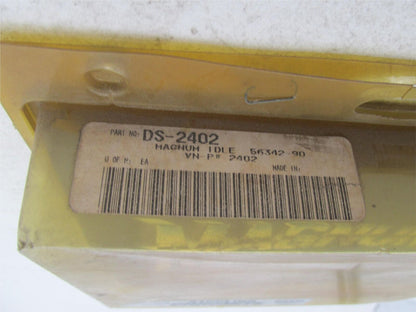 PART NO: DS-2402
MAGNUM IDLE 56342-90
VN-P# 2402
U OF M: EA MADE IN: